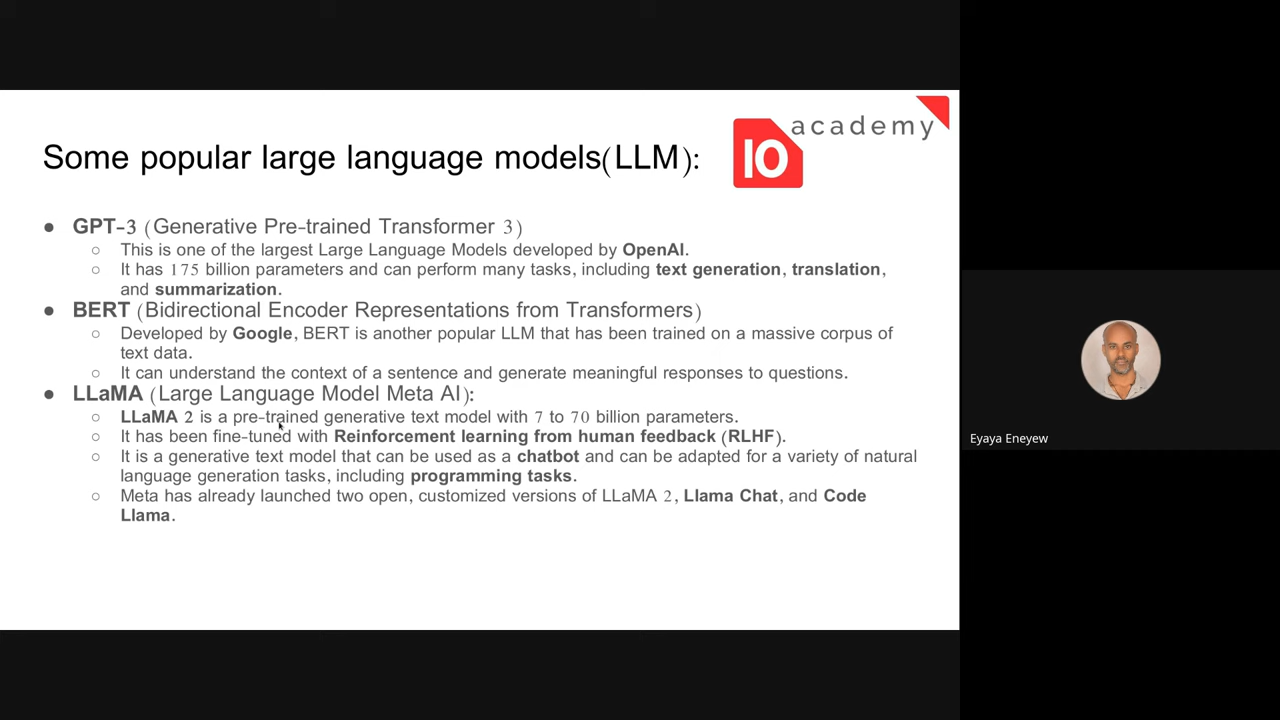 10 academy
Some popular large language models(LLM):
● GPT-3 (Generative Pre-trained Transformer 3)
○ This is one of the largest Large Language Models developed by OpenAI.
○ It has 175 billion parameters and can perform many tasks, including text generation, translation,
and summarization.
● BERT (Bidirectional Encoder Representations from Transformers)
○ Developed by Google, BERT is another popular LLM that has been trained on a massive corpus of
text data.
○ It can understand the context of a sentence and generate meaningful responses to questions.
● LLaMA (Large Language Model Meta AI):
○ LLaMA 2 is a pre-trained generative text model with 7 to 70 billion parameters.
○ It has been fine-tuned with Reinforcement learning from human feedback (RLHF).
○ It is a generative text model that can be used as a chatbot and can be adapted for a variety of natural
language generation tasks, including programming tasks.
○ Meta has already launched two open, customized versions of LLaMA 2, Llama Chat, and Code
Llama.
Eyaya Eneyew